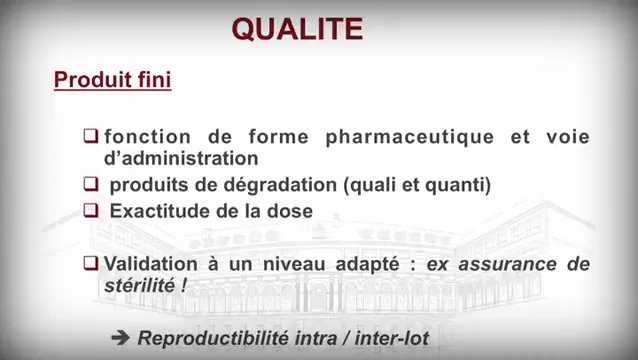 QUALITE
Produit fini
❑ fonction de forme pharmaceutique et voie
d’administration
❑ produits de dégradation (quali et quanti)
❑ Exactitude de la dose
❑ Validation à un niveau adapté : ex assurance de
stérilité !
➔ Reproductibilité intra / inter-lot